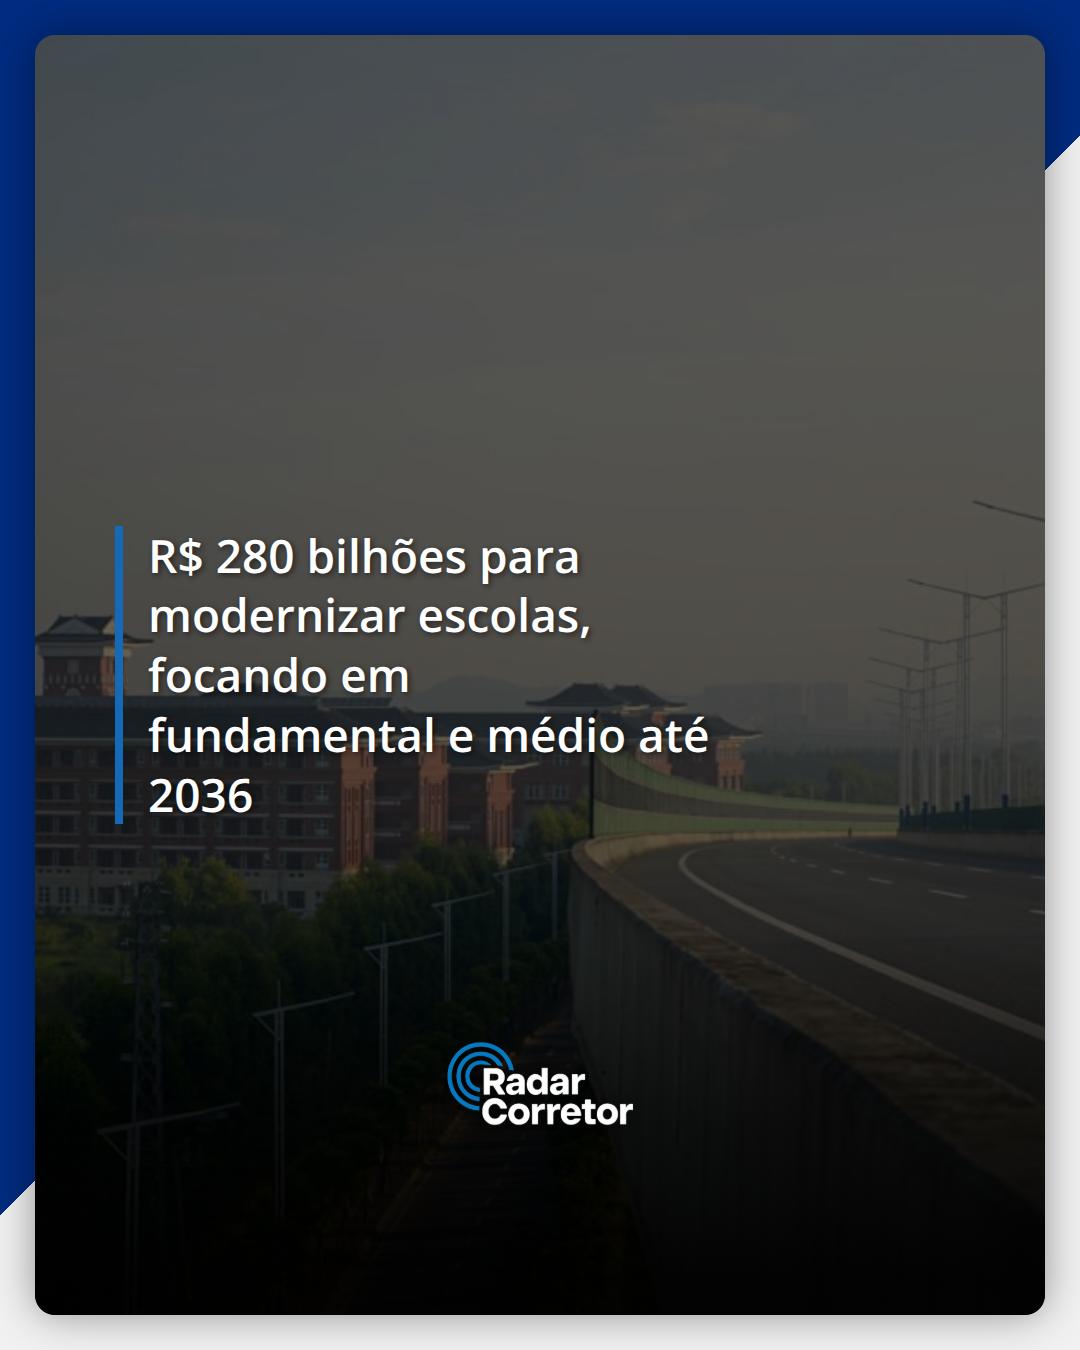 R$ 280 bilhões para
modernizar escolas,
focando em
fundamental e médio até
2036
Radar
Corretor